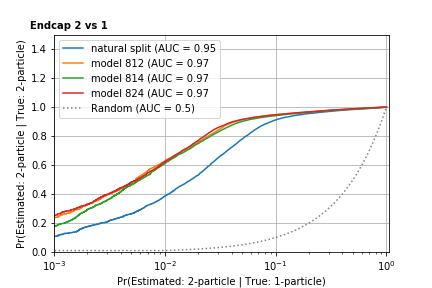 Endcap 2 vs 1
Pr(Estimated: 2-particle | True: 2-particle)
1.4
1.2
1.0
0.8
0.6
0.4
0.2
0.0
natural split (AUC = 0.95
model 812 (AUC = 0.97
model 814 (AUC = 0.97
model 824 (AUC = 0.97
Random (AUC = 0.5)
10⁻³ 10⁻² 10⁻¹ 10⁰
Pr(Estimated: 2-particle | True: 1-particle)